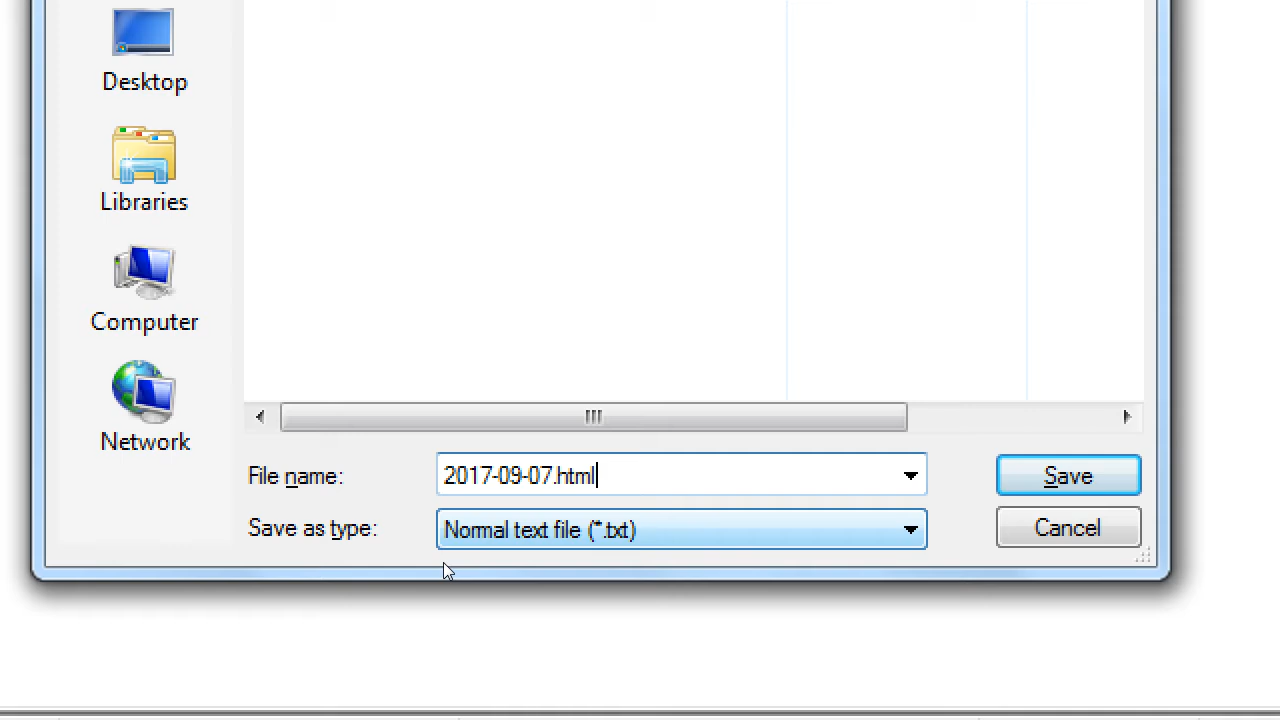 Desktop
Libraries
Computer
Network
File name: 2017-09-07.html Save
Save as type: Normal text file (*.txt) Cancel